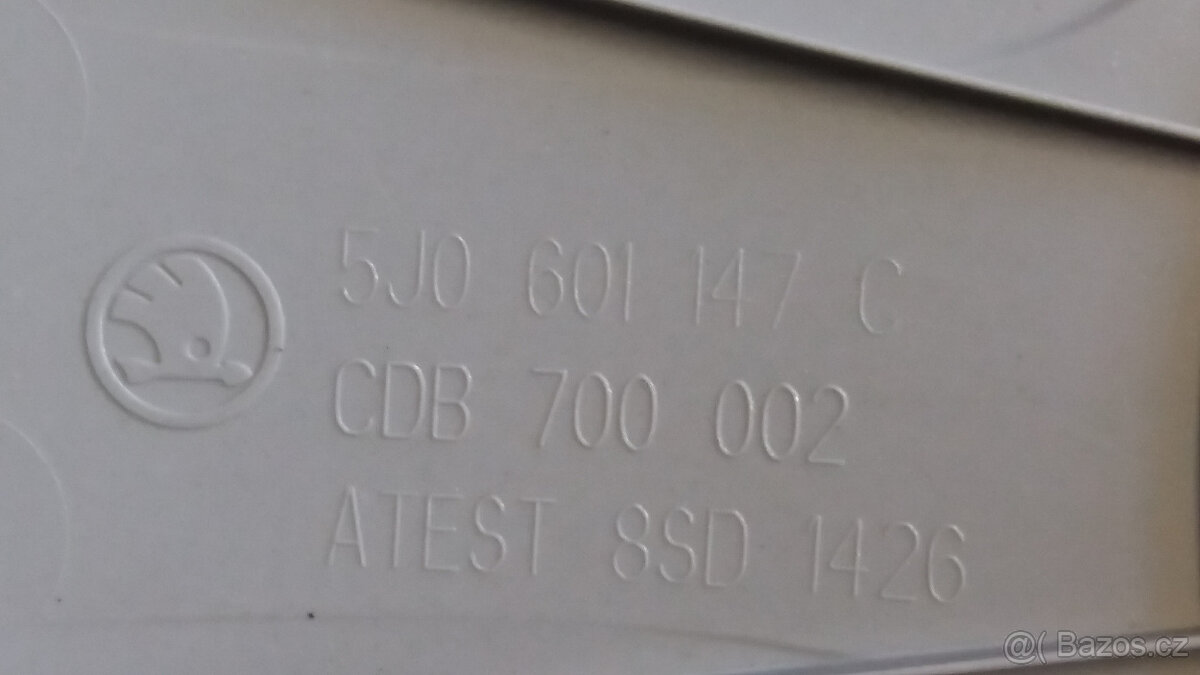 5J0 601 147 C
CDB 700 002
ATEST 8SD 1426
@( Bazos.cz